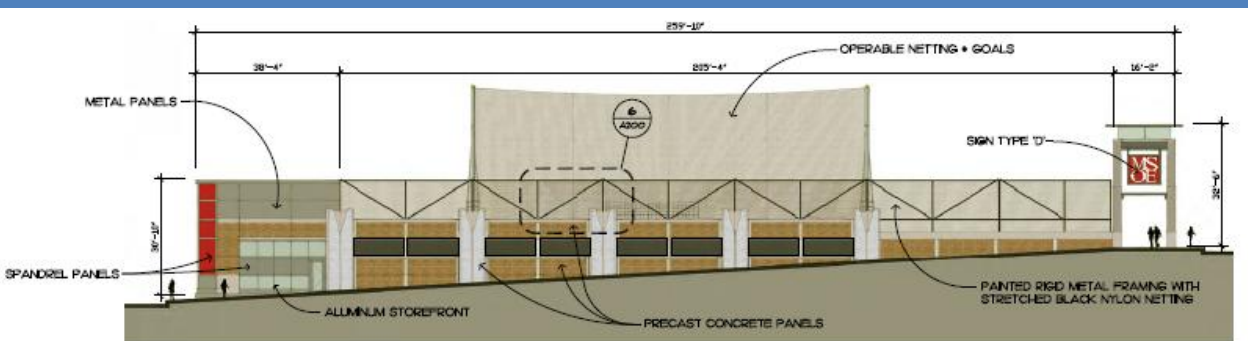 259'-10"
OPERABLE NETTING + GOALS
38'-4"
205'-4"
16'-2"
METAL PANELS
6
A200
SIGN TYPE 'D'
MS
OE
32'-6"
30'-10"
SPANDREL PANELS
ALUMINUM STOREFRONT
PRECAST CONCRETE PANELS
PAINTED RIGID METAL FRAMING WITH
STRETCHED BLACK NYLON NETTING